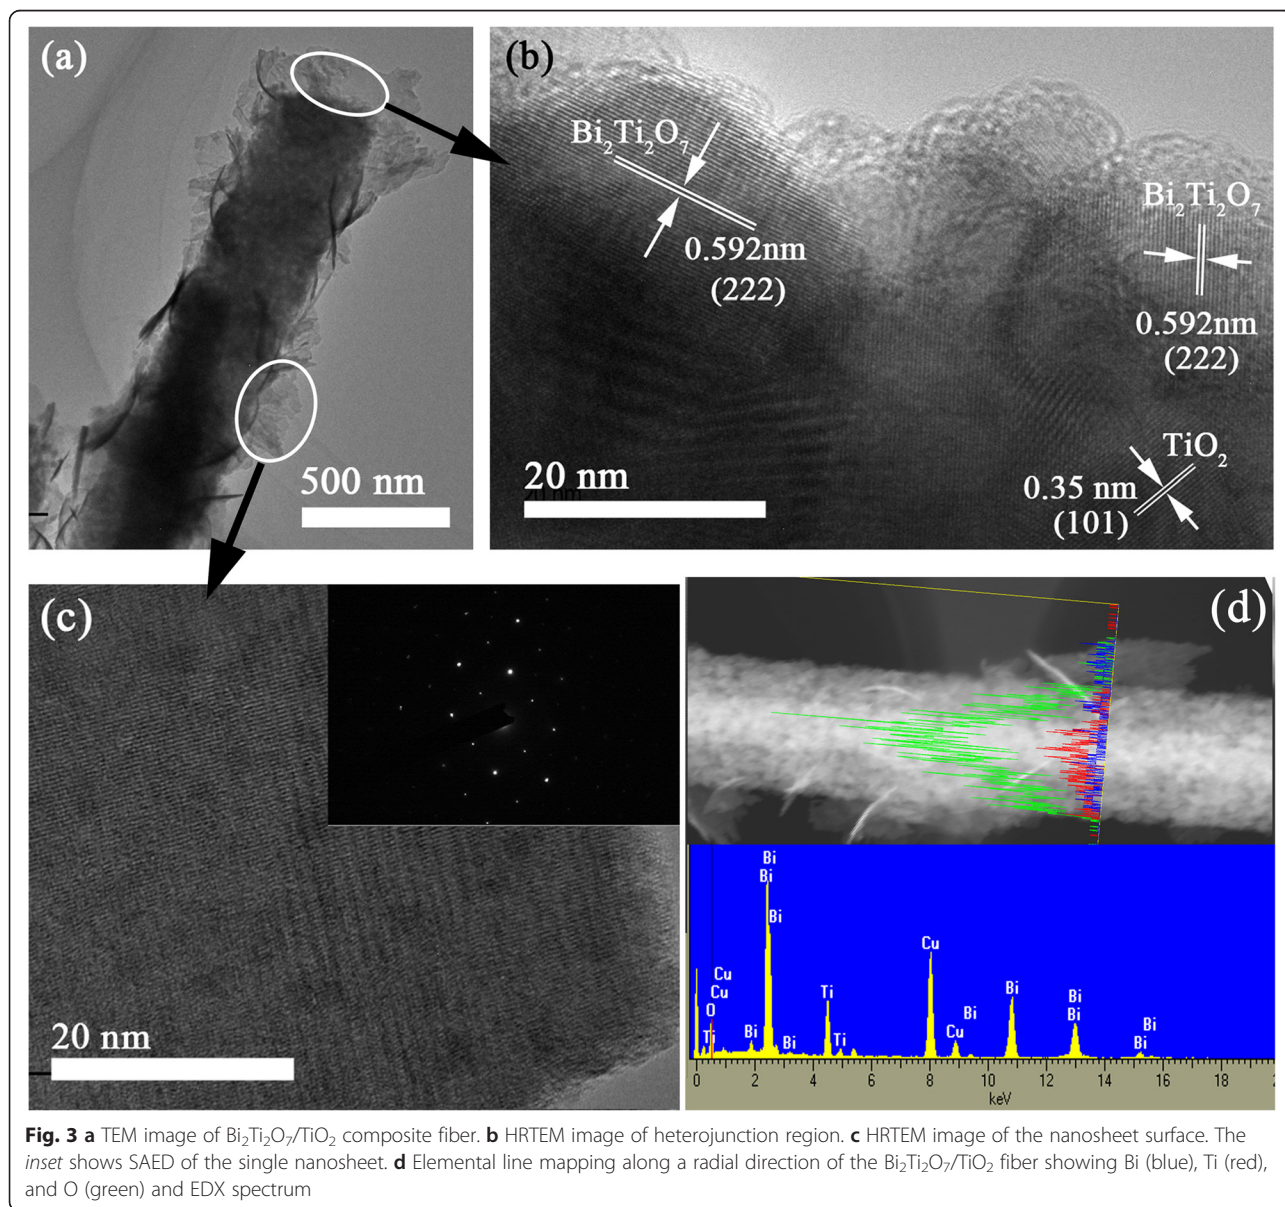 (a)
500 nm
(b)
Bi₂Ti₂O₇
0.592nm
(222)
Bi₂Ti₂O₇
0.592nm
(222)
TiO₂
0.35 nm
(101)
20 nm
(c)
20 nm
(d)
Bi
Bi
Bi
Cu
Cu
O
Ti
Bi
Bi
Ti
Ti
Cu
Cu
Bi
Bi
Bi
Bi
Bi
Bi
0 2 4 6 8 10 12 14 16 18 2
keV
Fig. 3 a TEM image of Bi₂Ti₂O₇/TiO₂ composite fiber. b HRTEM image of heterojunction region. c HRTEM image of the nanosheet surface. The
inset shows SAED of the single nanosheet. d Elemental line mapping along a radial direction of the Bi₂Ti₂O₇/TiO₂ fiber showing Bi (blue), Ti (red),
and O (green) and EDX spectrum